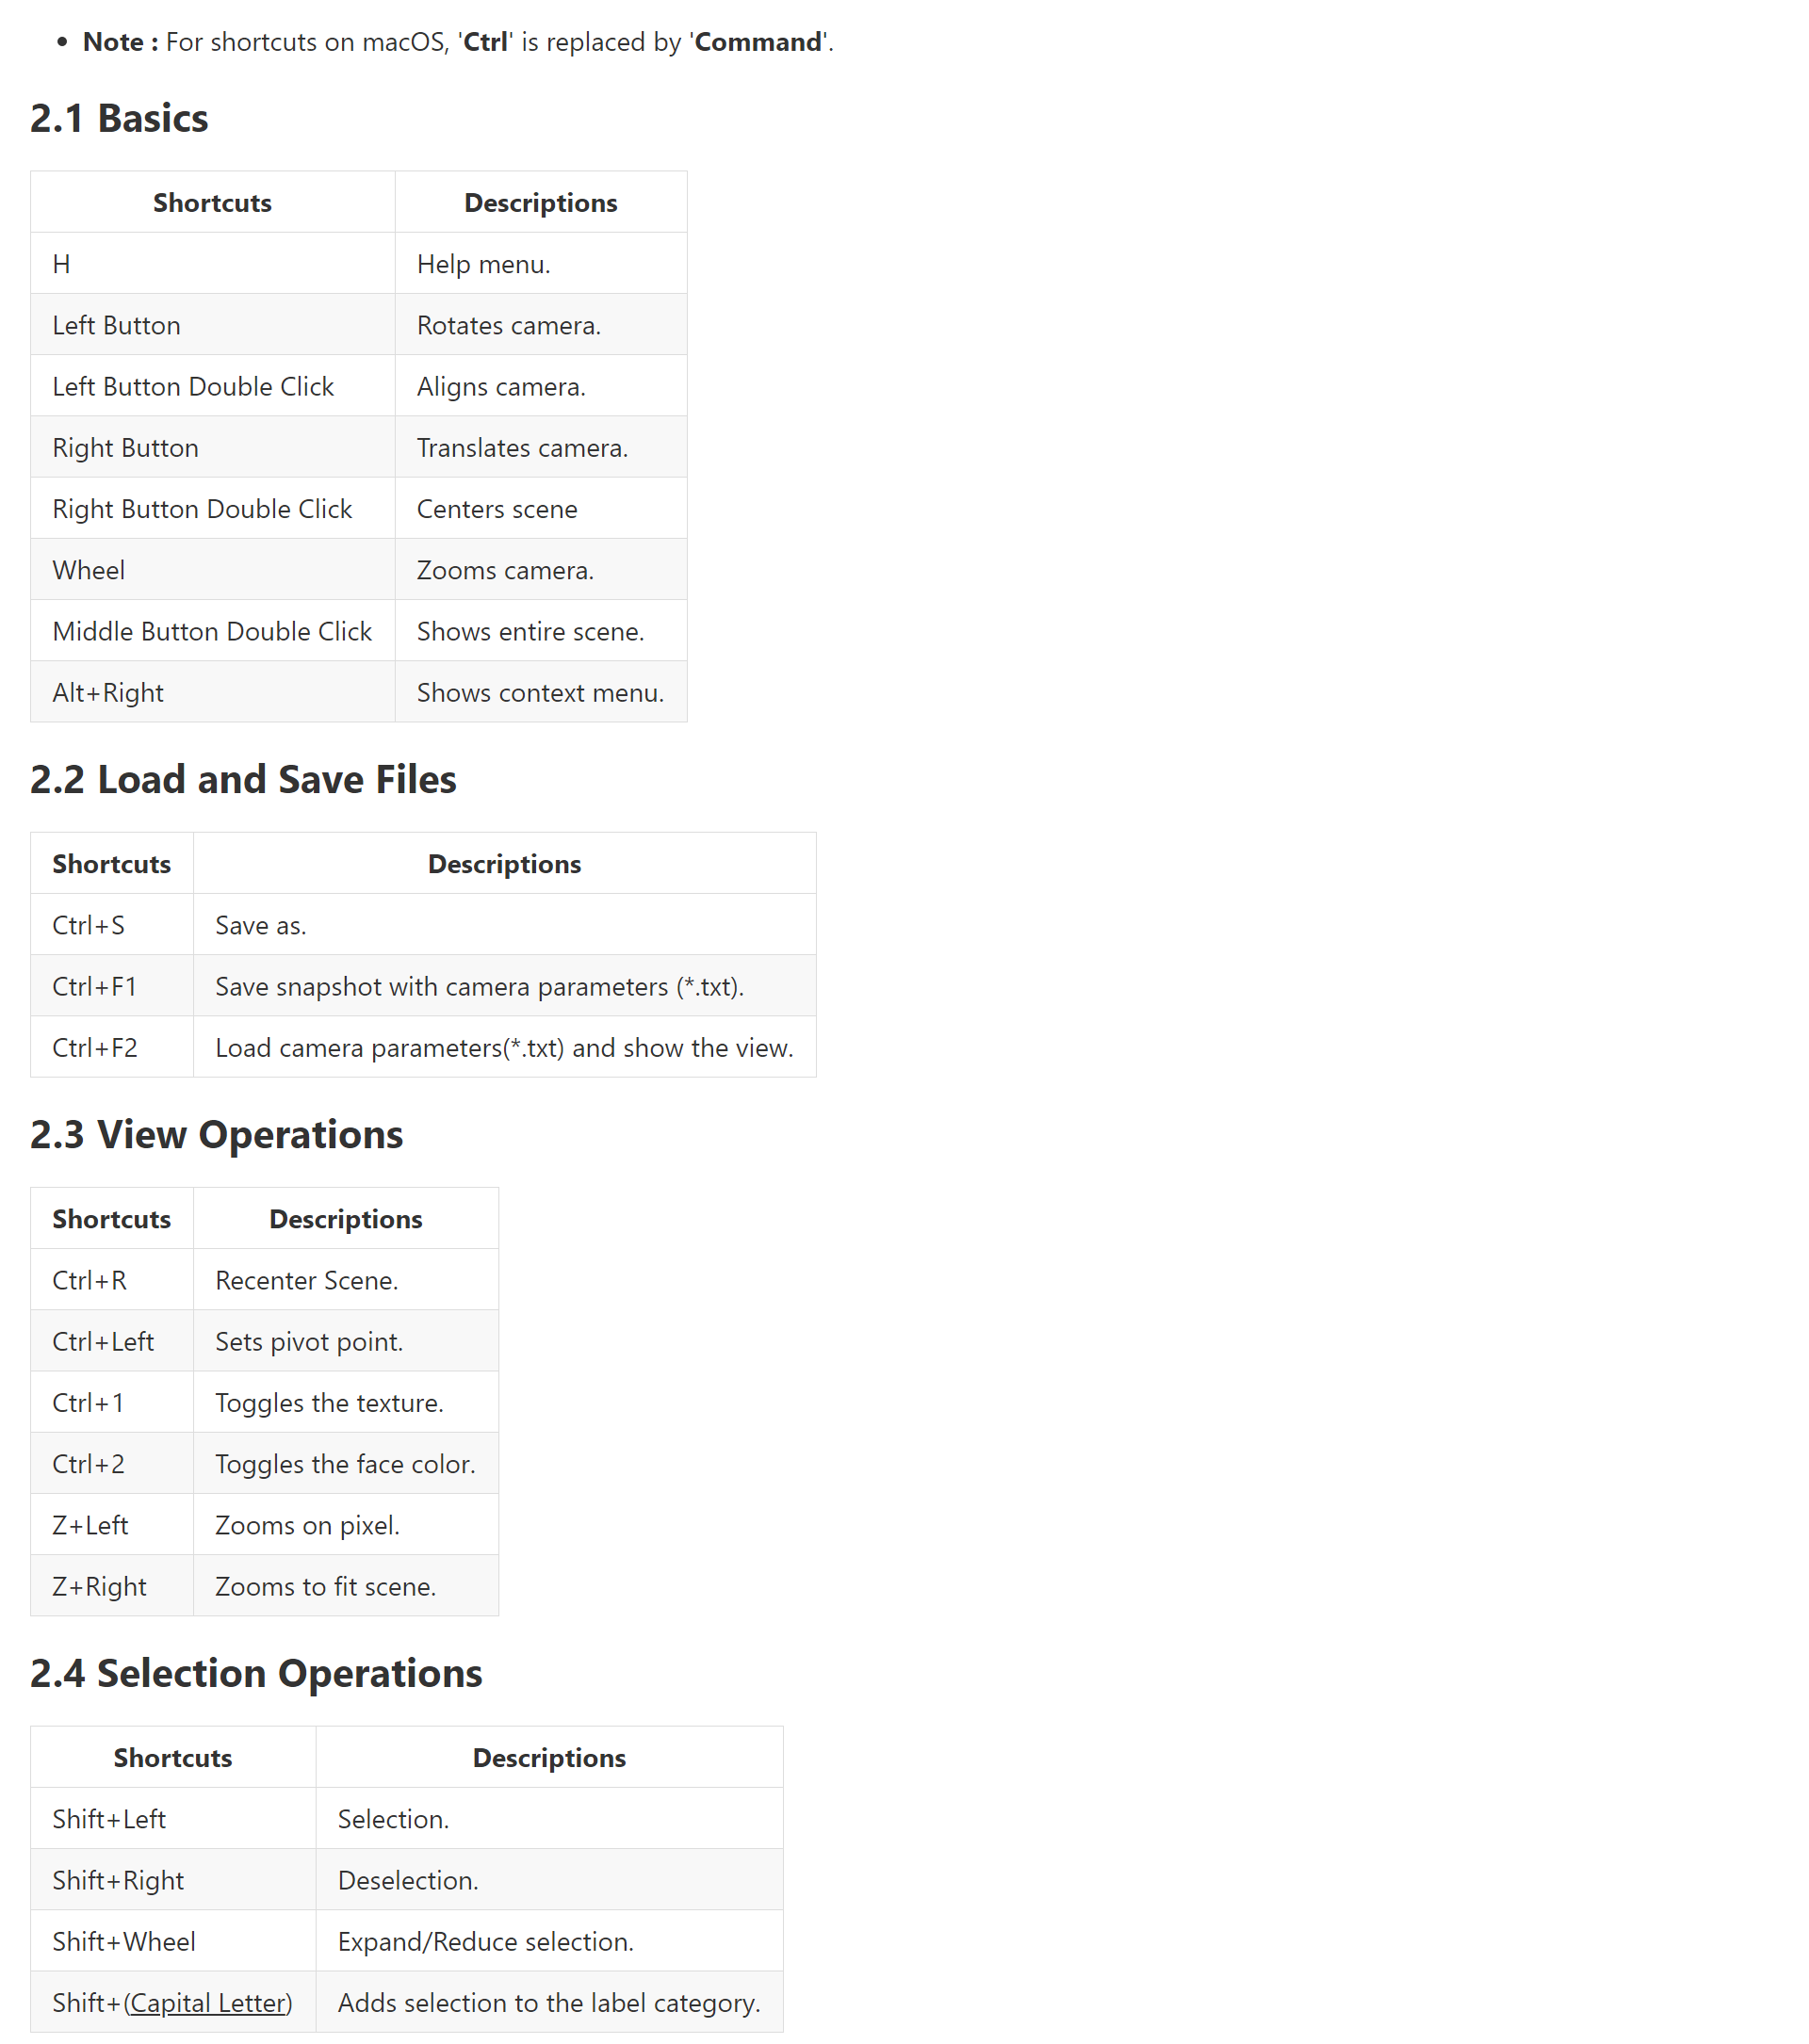 • Note : For shortcuts on macOS, 'Ctrl' is replaced by 'Command'.
2.1 Basics
Shortcuts Descriptions
H Help menu.
Left Button Rotates camera.
Left Button Double Click Aligns camera.
Right Button Translates camera.
Right Button Double Click Centers scene
Wheel Zooms camera.
Middle Button Double Click Shows entire scene.
Alt+Right Shows context menu.
2.2 Load and Save Files
Shortcuts Descriptions
Ctrl+S Save as.
Ctrl+F1 Save snapshot with camera parameters (*.txt).
Ctrl+F2 Load camera parameters(*.txt) and show the view.
2.3 View Operations
Shortcuts Descriptions
Ctrl+R Recenter Scene.
Ctrl+Left Sets pivot point.
Ctrl+1 Toggles the texture.
Ctrl+2 Toggles the face color.
Z+Left Zooms on pixel.
Z+Right Zooms to fit scene.
2.4 Selection Operations
Shortcuts Descriptions
Shift+Left Selection.
Shift+Right Deselection.
Shift+Wheel Expand/Reduce selection.
Shift+(Capital Letter) Adds selection to the label category.